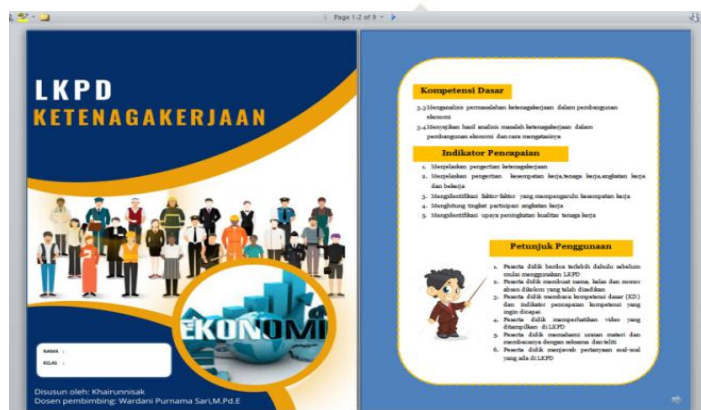 Page 1-2 of 9
LKPD
KETENAGAKERJAAN
EKONOMI
NAMA :
KELAS :
Disusun oleh: Khairunnisak
Dosen pembimbing: Wardani Purnama Sari,M.Pd.E
Kompetensi Dasar
3.3 Menganalisis permasalahan ketenagakerjaan dalam pembangunan
ekonomi
3.4 Menyajikan hasil analisis masalah ketenagakerjaan dalam
pembangunan ekonomi dan cara mengatasinya
Indikator Pencapaian
1. Menjelaskan pengertian ketenagakerjaan
2. Menjelaskan pengertian kesempatan kerja,tenaga kerja,angkatan kerja
dan bekerja
3. Mengidentifikasi faktor-faktor yang mempengaruhi kesempatan kerja
4. Menghitung tingkat partisipasi angkatan kerja
5. Mengidentifikasi upaya peningkatan kualitas tenaga kerja
Petunjuk Penggunaan
1. Peserta didik berdoa terlebih dahulu sebelum
mulai menggunakan LKPD
2. Peserta didik membuat nama, kelas dan nomor
absen dikolom yang telah disediakan
3. Peserta didik membaca kompetensi dasar (KD)
dan indikator pencapaian kompetensi yang
ingin dicapai
4. Peserta didik memperhatikan video yang
ditampilkan di LKPD
5. Peserta didik memahami uraian materi dan
membacanya dengan seksama dan teliti
6. Peserta didik menjawab pertanyaan soal-soal
yang ada di LKPD